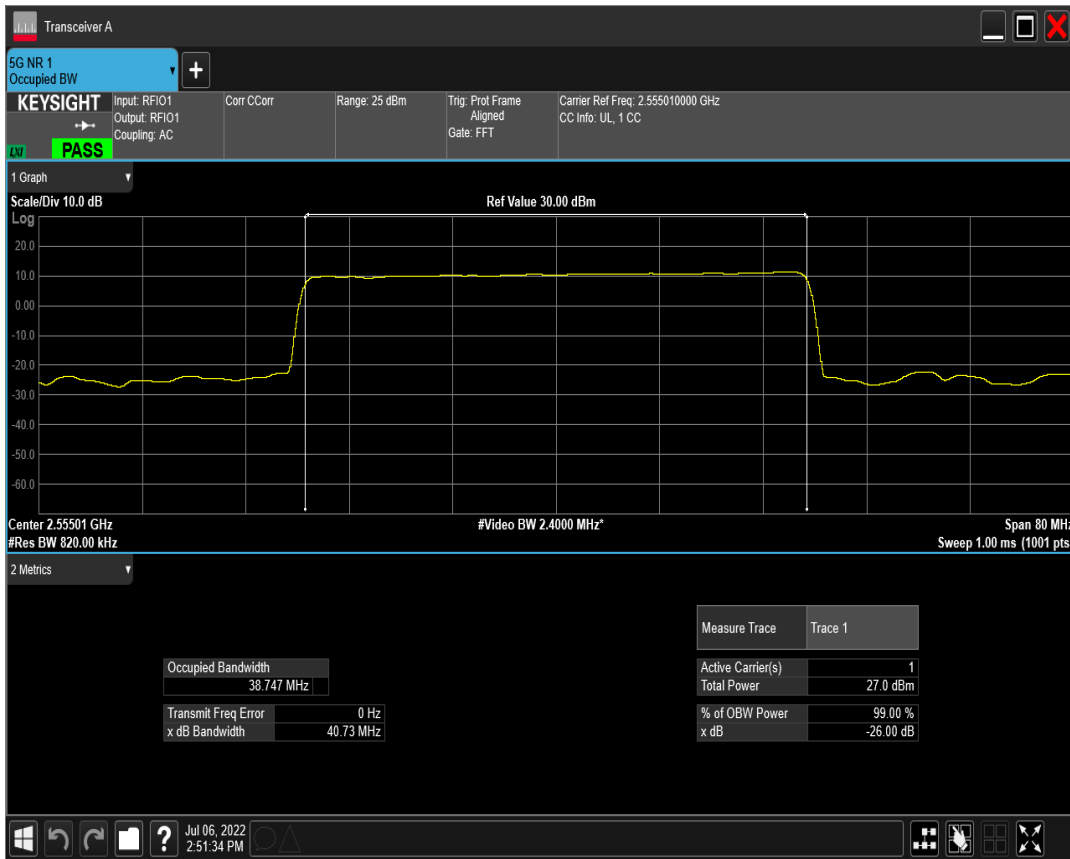 Transceiver A
5G NR 1
Occupied BW
KEYSIGHT
LXI
PASS
Input: RFIO1
Output: RFIO1
Coupling: AC
Corr CCorr
Range: 25 dBm
Trig: Prot Frame
Aligned
Gate: FFT
Carrier Ref Freq: 2.555010000 GHz
CC Info: UL, 1 CC
1 Graph
Scale/Div 10.0 dB
Ref Value 30.00 dBm
Log
20.0
10.0
0.00
-10.0
-20.0
-30.0
-40.0
-50.0
-60.0
Center 2.55501 GHz
#Video BW 2.4000 MHz*
Span 80 MHz
#Res BW 820.00 kHz
Sweep 1.00 ms (1001 pts
2 Metrics
Measure Trace Trace 1
Occupied Bandwidth
38.747 MHz
Active Carrier(s) 1
Total Power 27.0 dBm
Transmit Freq Error 0 Hz
x dB Bandwidth 40.73 MHz
% of OBW Power 99.00 %
x dB -26.00 dB
?
Jul 06, 2022
2:51:34 PM